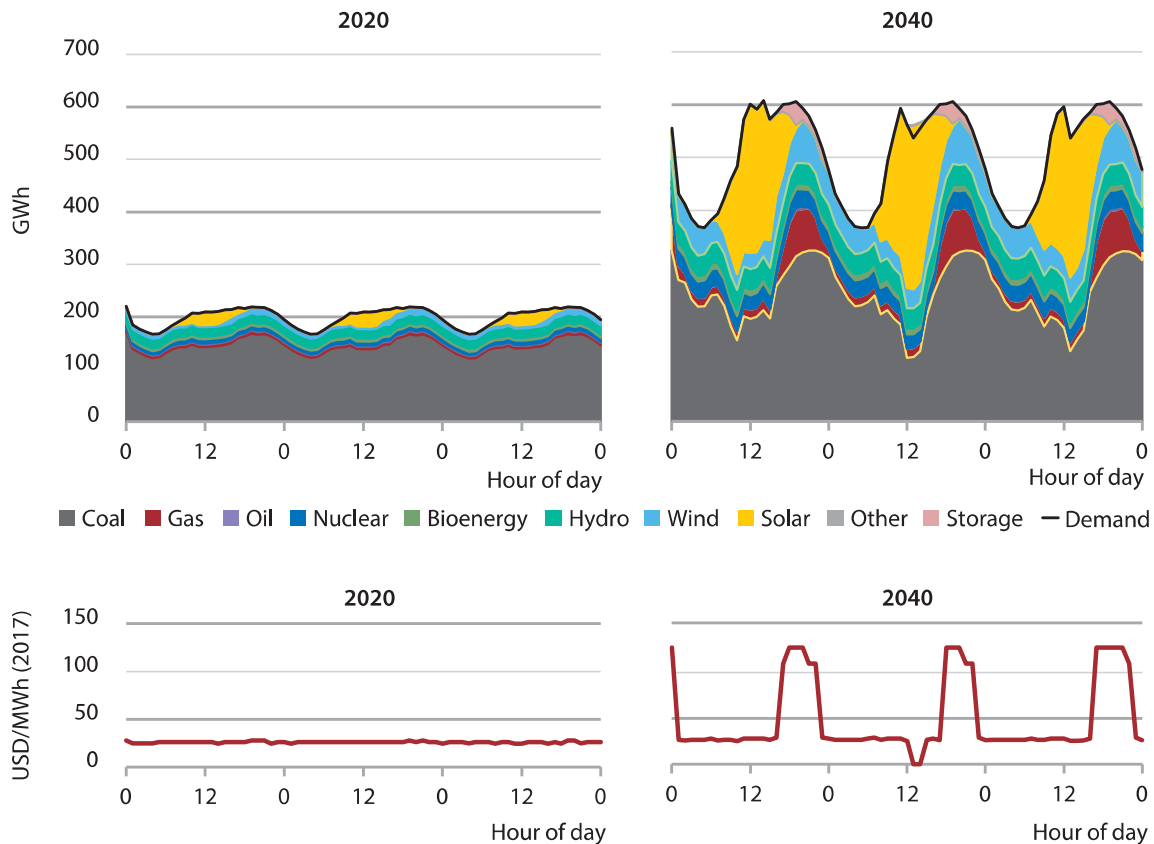 2020
2040
700
600
500
400
300
200
100
0
GWh
0 12 0 12 0 12 0
0 12 0 12 0 12 0
Hour of day
Hour of day
Coal Gas Oil Nuclear Bioenergy Hydro Wind Solar Other Storage Demand
2020
2040
150
100
50
0
USD/MWh (2017)
0 12 0 12 0 12 0
0 12 0 12 0 12 0
Hour of day
Hour of day